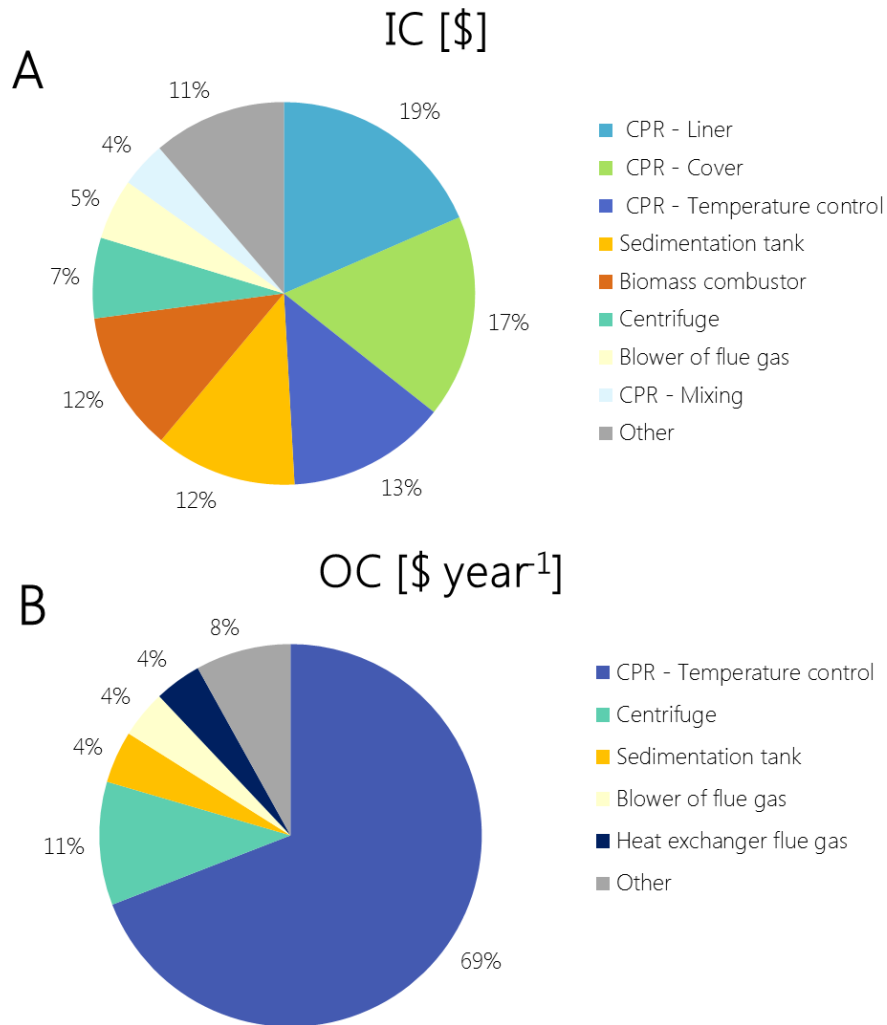 IC [$]
A
11%
19%
4%
5%
7%
12%
12%
13%
17%
CPR - Liner
CPR - Cover
CPR - Temperature control
Sedimentation tank
Biomass combustor
Centrifuge
Blower of flue gas
CPR - Mixing
Other
OC [$ year⁻¹]
B
8%
4%
4%
4%
11%
69%
CPR - Temperature control
Centrifuge
Sedimentation tank
Blower of flue gas
Heat exchanger flue gas
Other